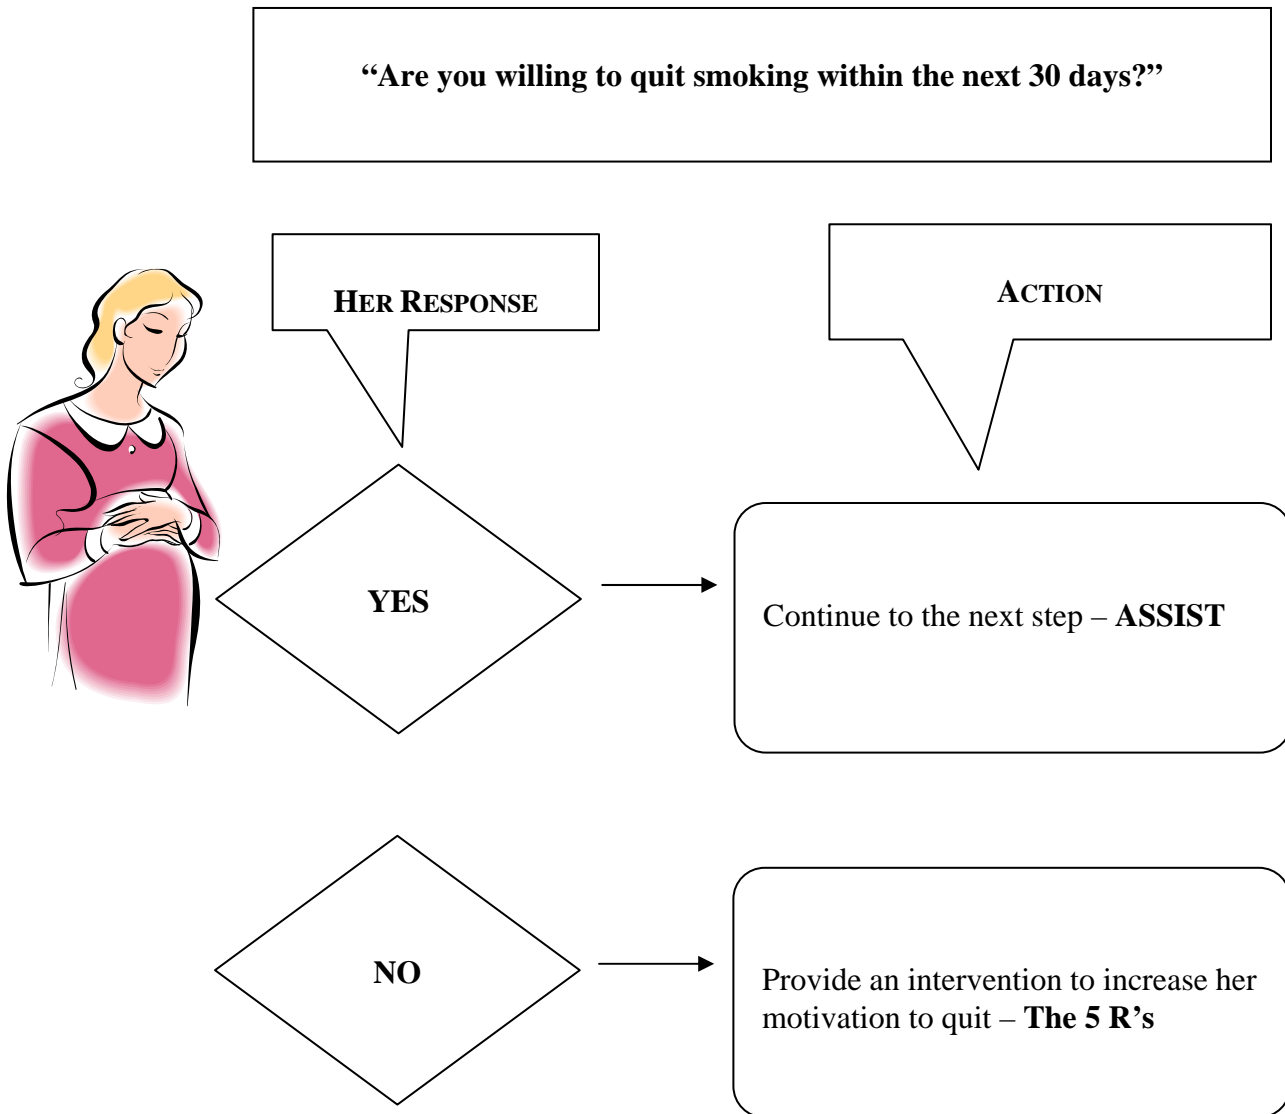 “Are you willing to quit smoking within the next 30 days?”
HER RESPONSE
ACTION
YES
Continue to the next step – ASSIST
NO
Provide an intervention to increase her
motivation to quit – The 5 R’s